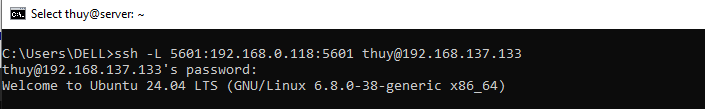 Select thuy@server: ~
C:\Users\DELL>ssh -L 5601:192.168.0.118:5601 thuy@192.168.137.133
thuy@192.168.137.133's password:
Welcome to Ubuntu 24.04 LTS (GNU/Linux 6.8.0-38-generic x86_64)